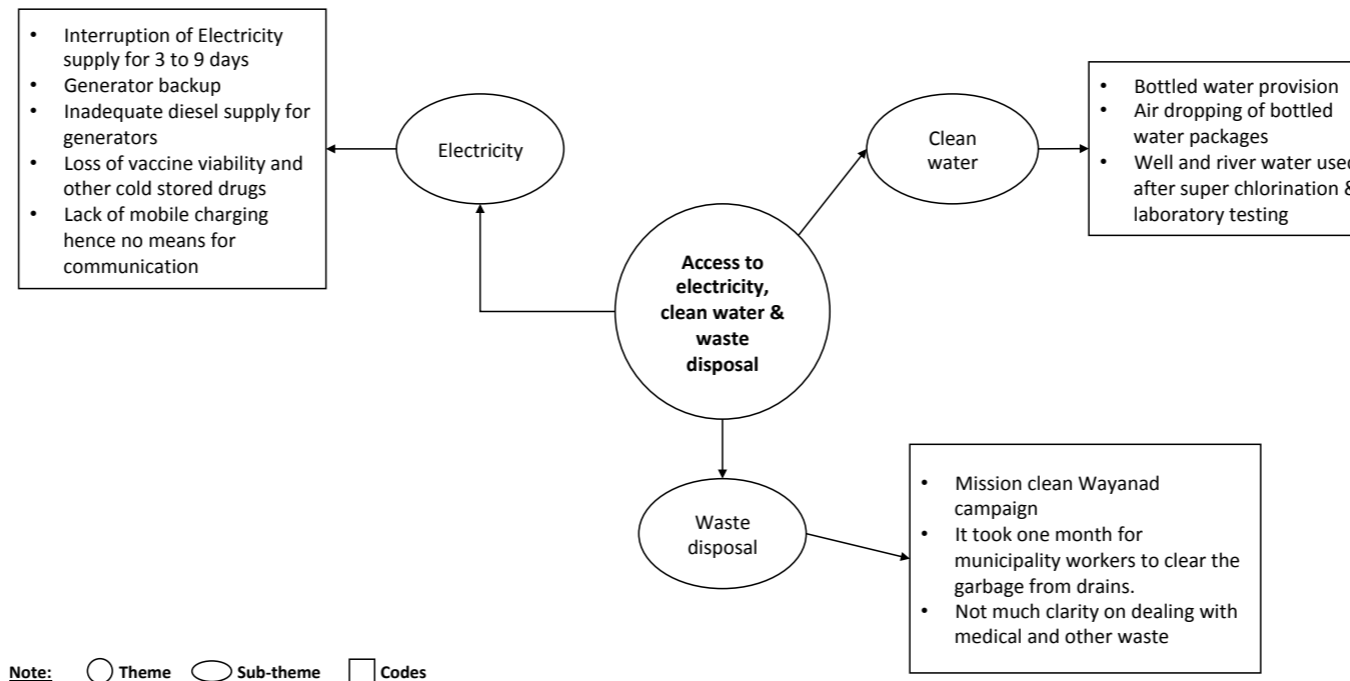 • Interruption of Electricity
supply for 3 to 9 days
• Generator backup
• Inadequate diesel supply for
generators
• Loss of vaccine viability and
other cold stored drugs
• Lack of mobile charging
hence no means for
communication
Electricity
Clean
water
• Bottled water provision
• Air dropping of bottled
water packages
• Well and river water used
after super chlorination &
laboratory testing
Access to
electricity,
clean water &
waste
disposal
Waste
disposal
• Mission clean Wayanad
campaign
• It took one month for
municipality workers to clear the
garbage from drains.
• Not much clarity on dealing with
medical and other waste
Note: Theme Sub-theme Codes